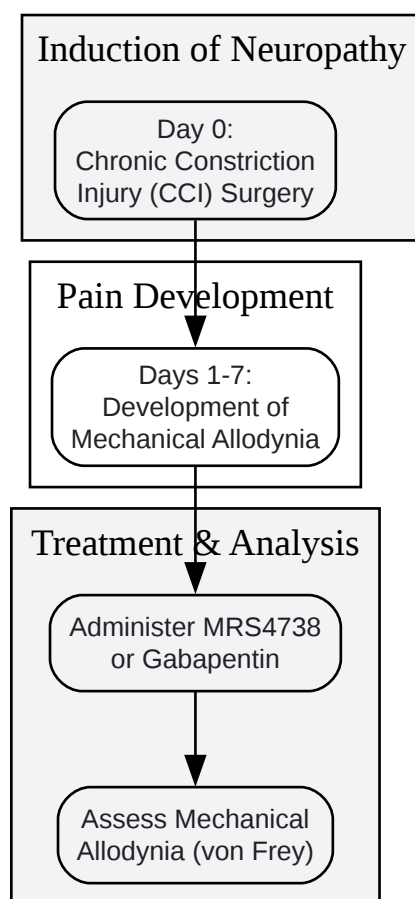 Induction of Neuropathy
Day 0:
Chronic Constriction
Injury (CCI) Surgery
Pain Development
Days 1-7:
Development of
Mechanical Allodynia
Treatment & Analysis
Administer MRS4738
or Gabapentin
Assess Mechanical
Allodynia (von Frey)